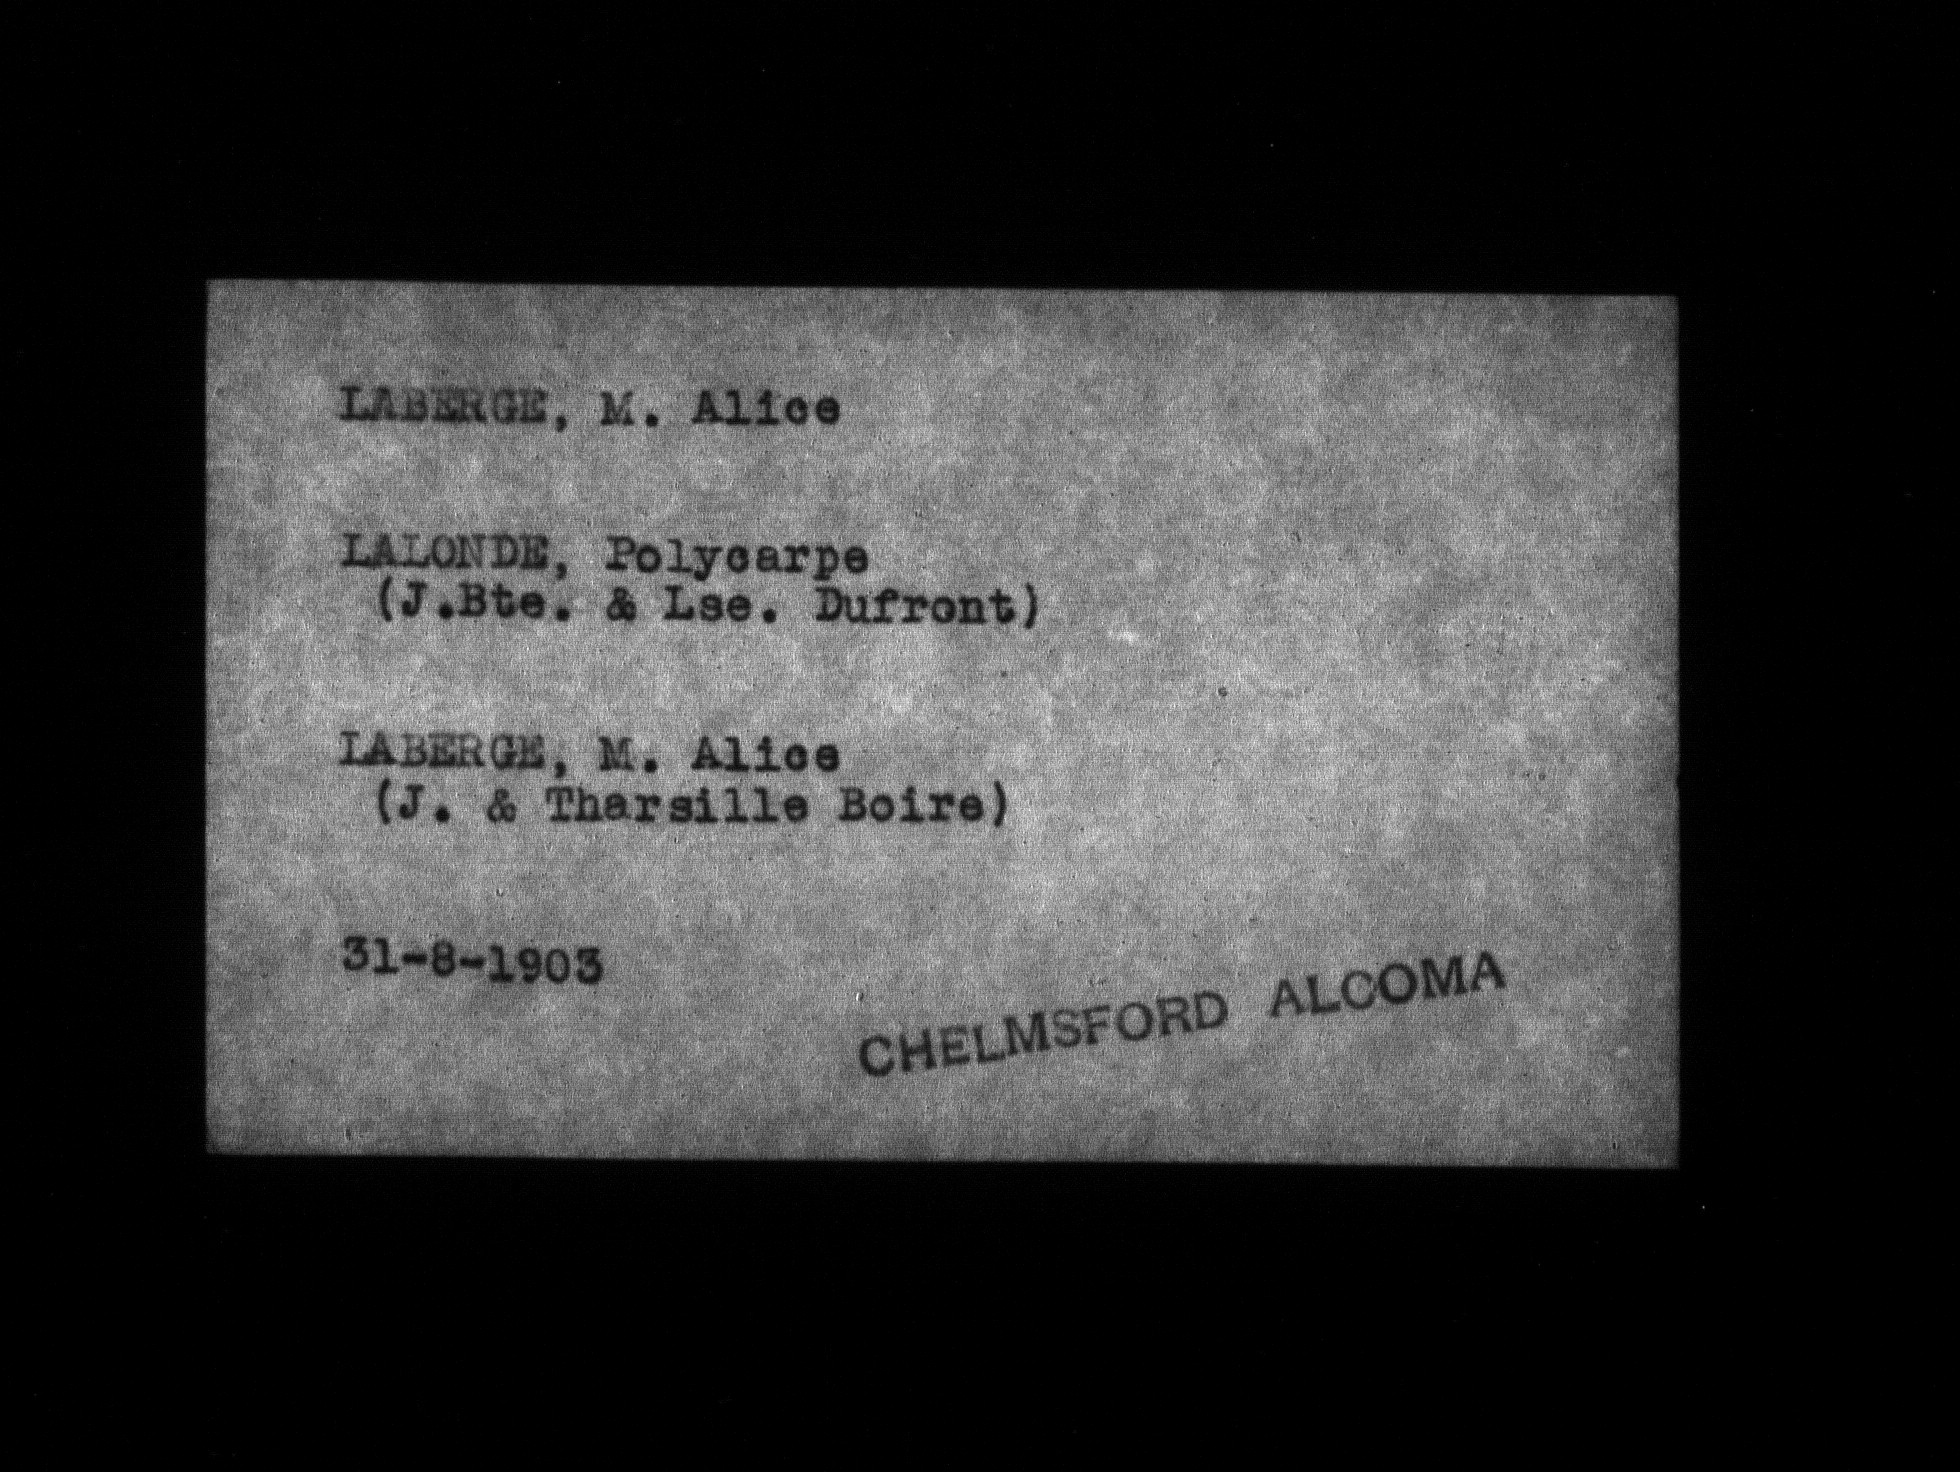 LABERGE, M. Alice
LALONDE, Polycarpe
(J.Bte. & Lse. Dufront)
LABERGE, M. Alice
(J. & Tharsille Boire)
31-8-1903
CHELMSFORD ALCOMA